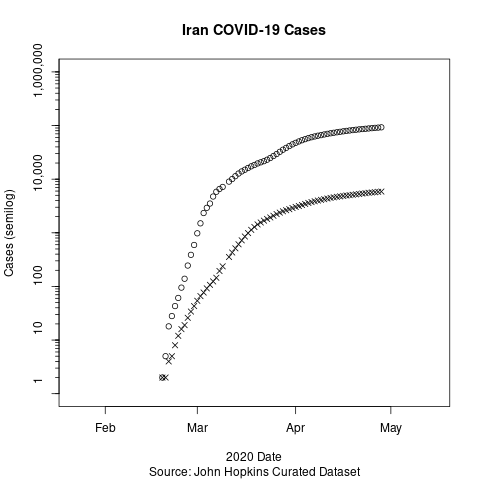 Iran COVID-19 Cases
Cases (semilog)
1,000,000
10,000
100
10
1
Feb
Mar
Apr
May
2020 Date
Source: John Hopkins Curated Dataset